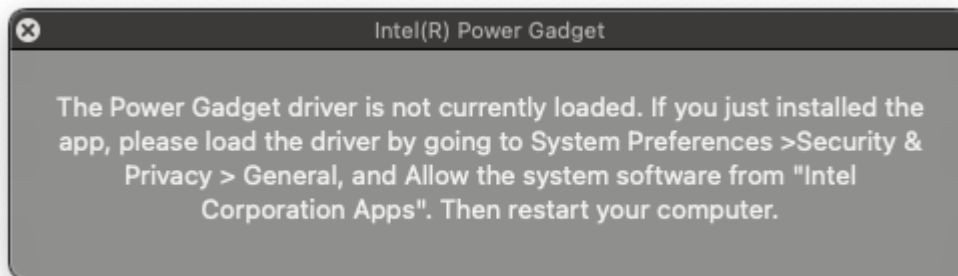 Intel(R) Power Gadget
The Power Gadget driver is not currently loaded. If you just installed the
app, please load the driver by going to System Preferences >Security &
Privacy > General, and Allow the system software from "Intel
Corporation Apps". Then restart your computer.